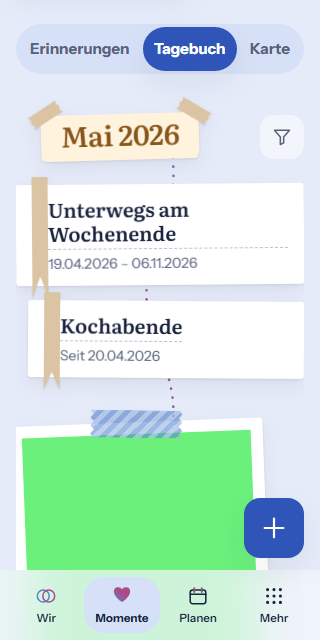 Erinnerungen Tagebuch Karte
Mai 2026
Unterwegs am
Wochenende
19.04.2026 – 06.11.2026
Kochabende
Seit 20.04.2026
Wir Momente Planen Mehr